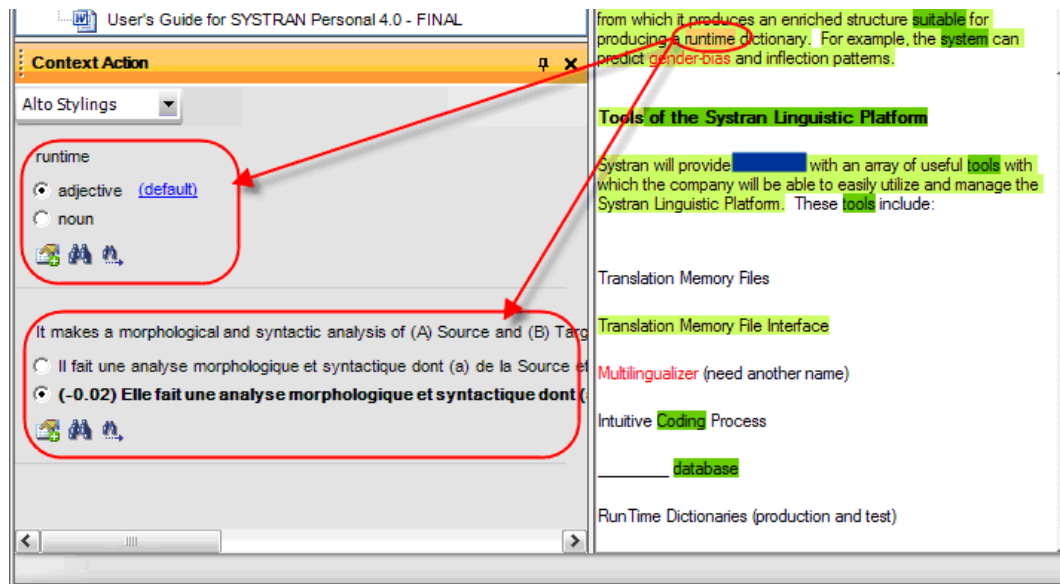 User's Guide for SYSTRAN Personal 4.0 - FINAL
Context Action
Alto Stylings
runtime
adjective (default)
noun
It makes a morphological and syntactic analysis of (A) Source and (B) Targ
Il fait une analyse morphologique et syntactique dont (a) de la Source et
(-0.02) Elle fait une analyse morphologique et syntactique dont (
from which it produces an enriched structure suitable for
producing a runtime dictionary. For example, the system can
predict gender-bias and inflection patterns.
Tools of the Systran Linguistic Platform
Systran will provide with an array of useful tools with
which the company will be able to easily utilize and manage the
Systran Linguistic Platform. These tools include:
Translation Memory Files
Translation Memory File Interface
Multilingualizer (need another name)
Intuitive Coding Process
________ database
RunTime Dictionaries (production and test)